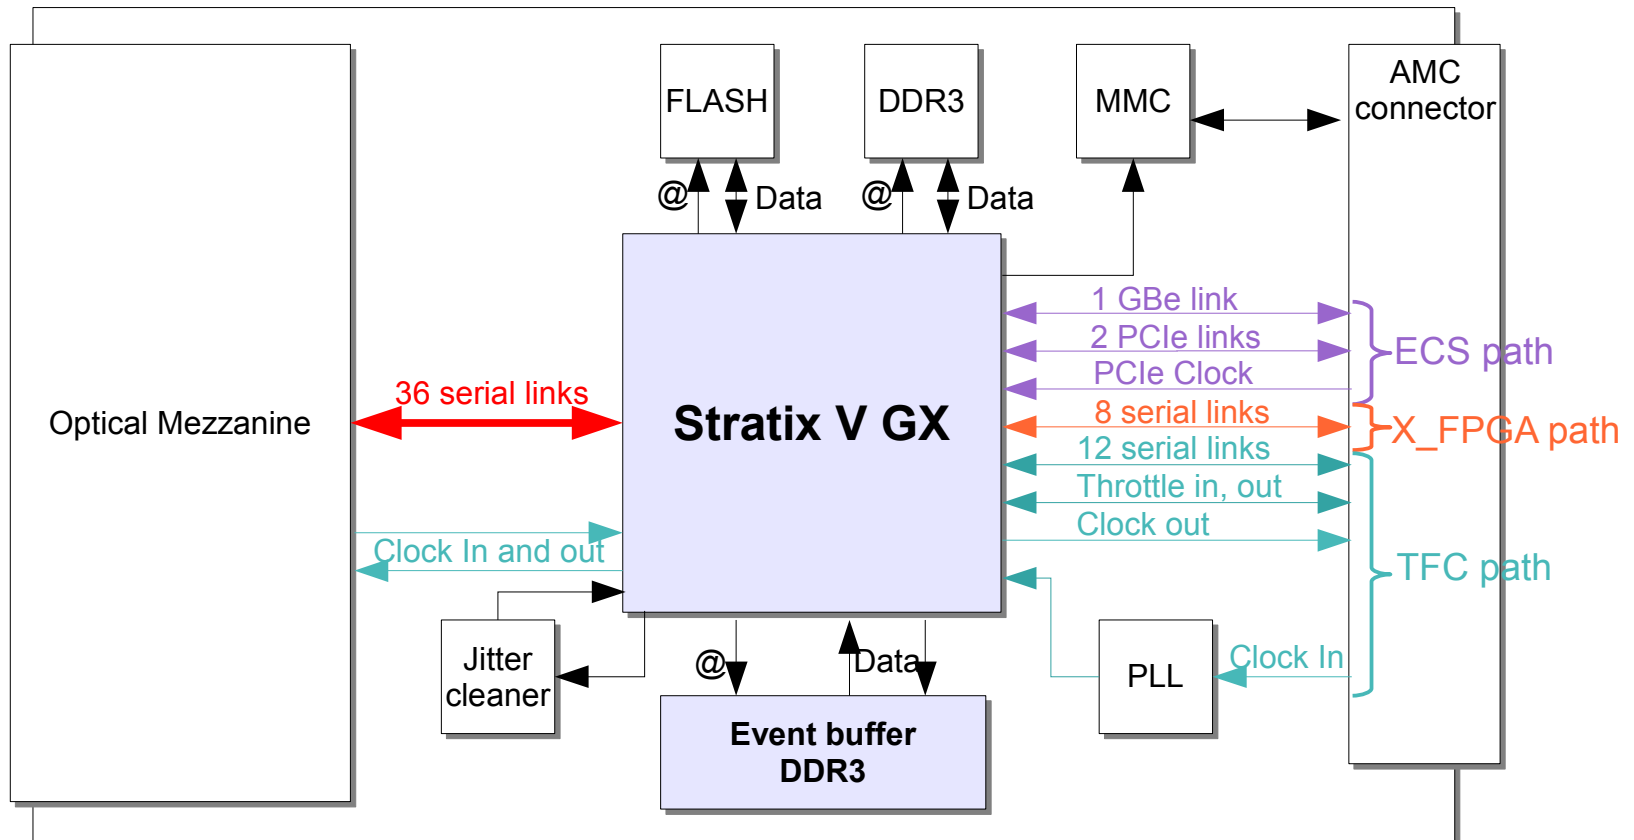 FLASH
DDR3
MMC
AMC
connector
@
Data
@
Data
1 GBe link
2 PCIe links
ECS path
PCIe Clock
36 serial links
8 serial links
Optical Mezzanine
Stratix V GX
X_FPGA path
12 serial links
Throttle in, out
Clock out
Clock In and out
TFC path
Jitter
cleaner
@
Data
PLL
Clock In
Event buffer
DDR3